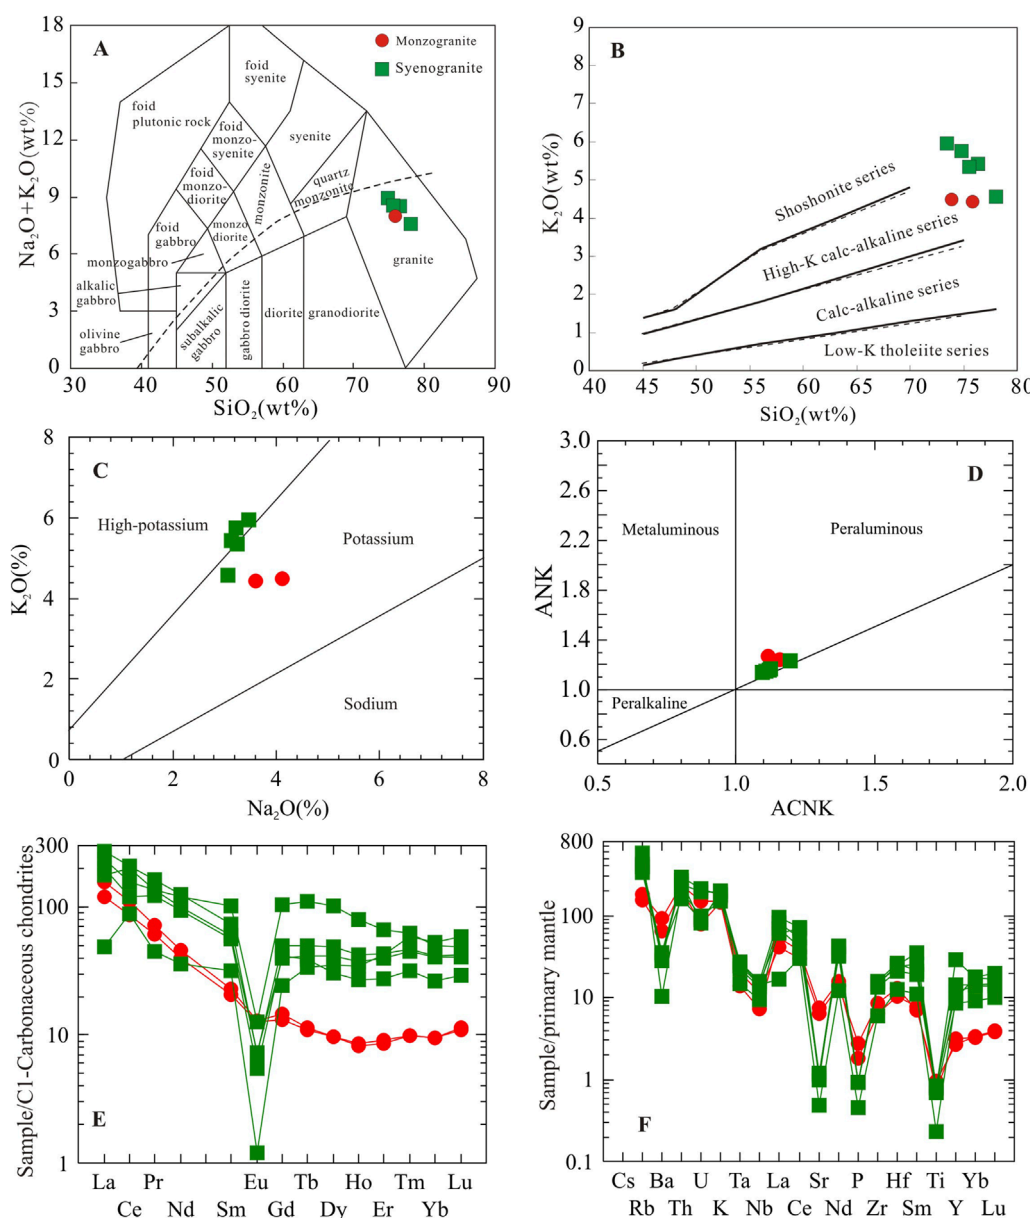 A
Monzogranite
Syenogranite
foid
syenite
foid
plutonic rock
foid
monzo-
syenite
syenite
foid
monzo-
diorite
monzonite
quartz
monzonite
foid
gabbro
monzo
diorite
monzogabbro
alkalic
gabbro
olivine
gabbro
subalkalic
gabbro
gabbro diorite
diorite
granodiorite
granite
18
15
12
9
6
3
0
30 40 50 60 70 80 90
Na₂O+K₂O(wt%)
SiO₂(wt%)
B
Shoshonite series
High-K calc-alkaline series
Calc-alkaline series
Low-K tholeiite series
9
8
7
6
5
4
3
2
1
0
40 45 50 55 60 65 70 75 80
K₂O(wt%)
SiO₂(wt%)
C
High-potassium
Potassium
Sodium
8
6
4
2
0
0 2 4 6 8
K₂O(%)
Na₂O(%)
D
Metaluminous
Peraluminous
Peralkaline
3.0
2.6
2.2
1.8
1.4
1.0
0.6
0.5 1.0 1.5 2.0
ANK
ACNK
300
100
10
1
Sample/C1-Carbonaceous chondrites
E
La Pr Eu Tb Ho Tm Lu
Ce Nd Sm Gd Dy Er Yb
800
100
10
1
0.1
Sample/primary mantle
F
Cs Ba U Ta La Sr P Hf Ti Yb
Rb Th K Nb Ce Nd Zr Sm Y Lu